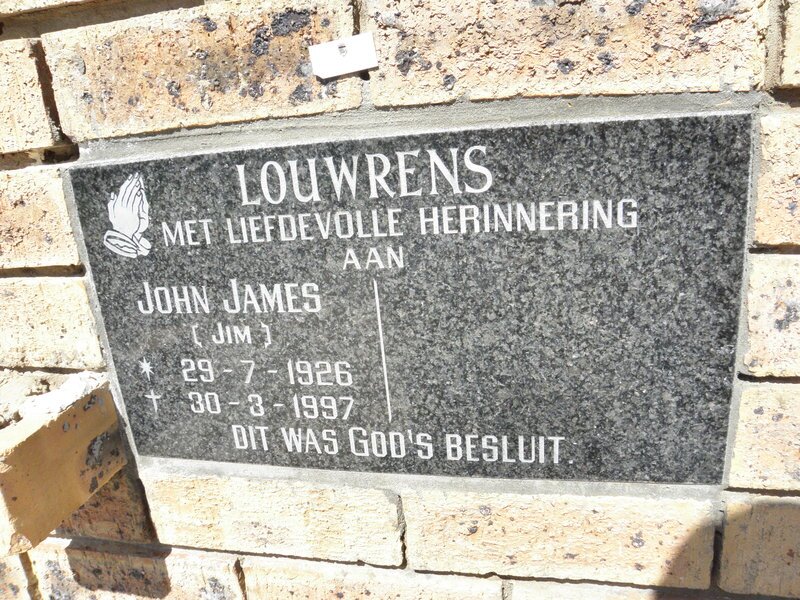 LOUWRENS
MET LIEFDEVOLLE HERINNERING
AAN
JOHN JAMES
( JIM )
* 29 - 7 - 1926
† 30 - 3 - 1997
DIT WAS GOD'S BESLUIT